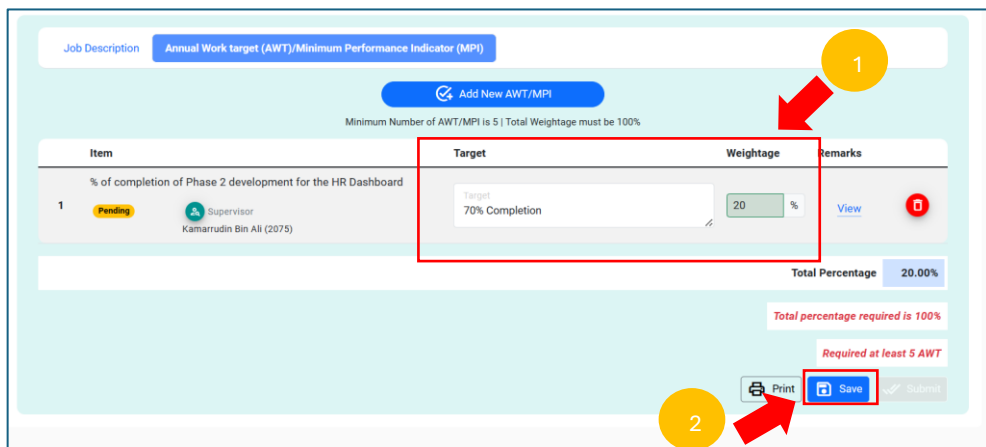 Job Description
Annual Work target (AWT)/Minimum Performance Indicator (MPI)
1
Add New AWT/MPI
Minimum Number of AWT/MPI is 5 | Total Weightage must be 100%
Item Target Weightage Remarks
% of completion of Phase 2 development for the HR Dashboard
1
Pending
Supervisor
Kamarrudin Bin Ali (2075)
Target
70% Completion
20 %
View
Total Percentage 20.00%
Total percentage required is 100%
Required at least 5 AWT
Print Save Submit
2